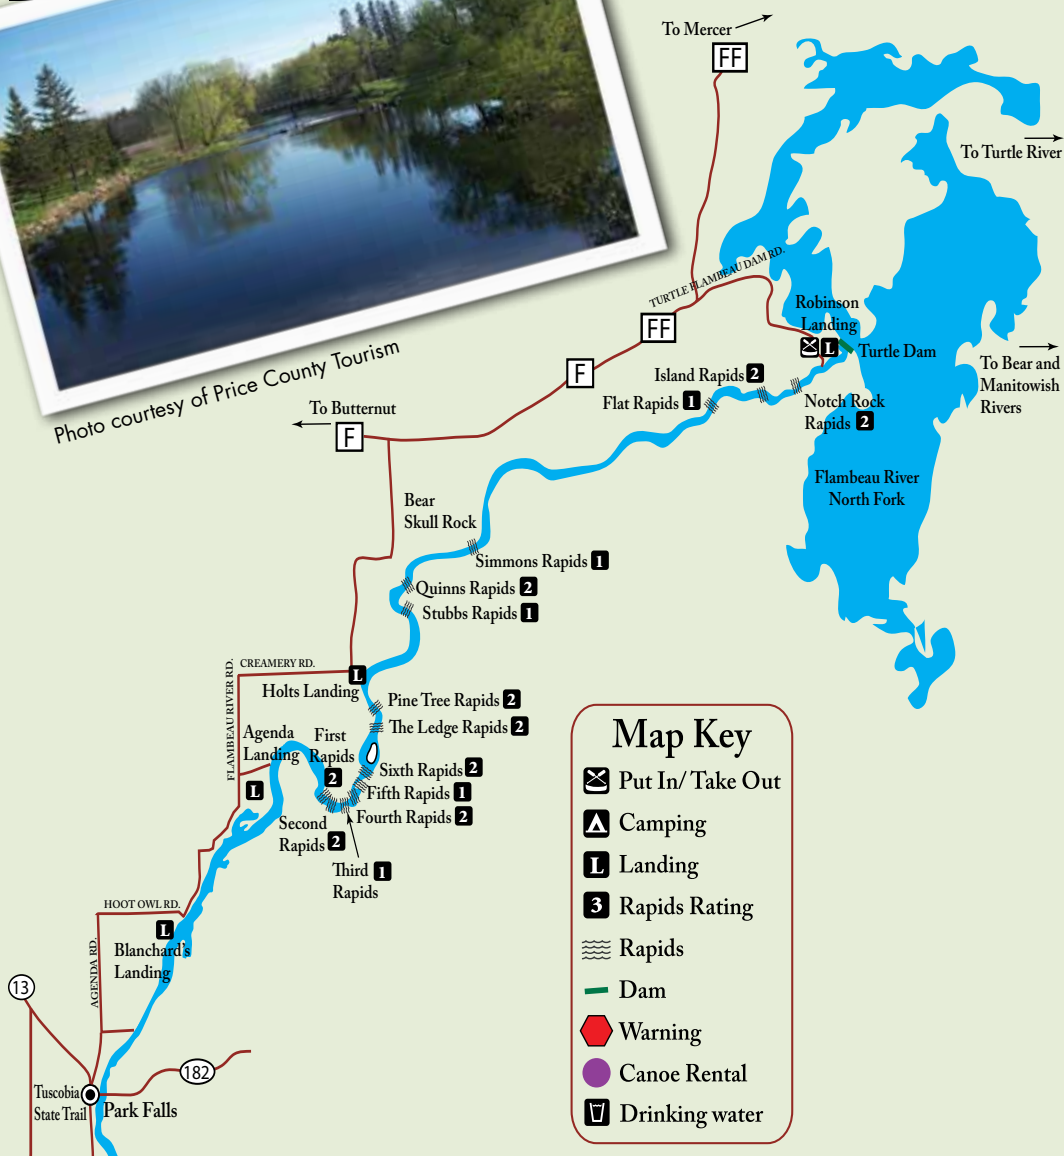 To Mercer
FF
To Turtle River
TURTLE FLAMBEAU DAM RD.
Robinson
Landing
L
Turtle Dam
FF
To Bear and
Manitowish
Rivers
Photo courtesy of Price County Tourism
F
Island Rapids 2
Flat Rapids 1
Notch Rock
Rapids 2
To Butternut
F
Flambeau River
North Fork
Bear
Skull Rock
Simmons Rapids 1
Quinns Rapids 2
Stubbs Rapids 1
CREAMERY RD.
L
Holts Landing
FLAMBEAU RIVER RD.
Pine Tree Rapids 2
The Ledge Rapids 2
Agenda
Landing
L
First
Rapids
2
Sixth Rapids 2
Fifth Rapids 1
Fourth Rapids 2
Second
Rapids 2
Third 1
Rapids
HOOT OWL RD.
L
Blanchard's
Landing
AGENDA RD.
13
182
Tuscobia
State Trail
Park Falls
Map Key
Put In/ Take Out
Camping
L Landing
3 Rapids Rating
Rapids
Dam
Warning
Canoe Rental
Drinking water